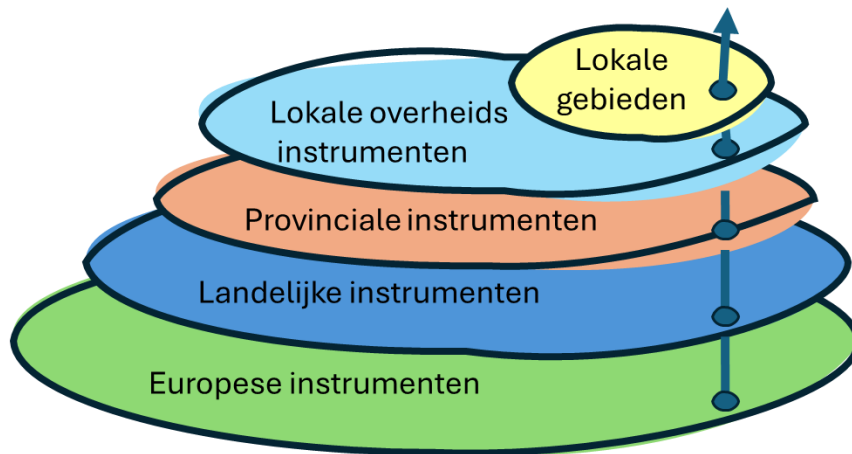 Lokale
gebieden
Lokale overheids
instrumenten
Provinciale instrumenten
Landelijke instrumenten
Europese instrumenten